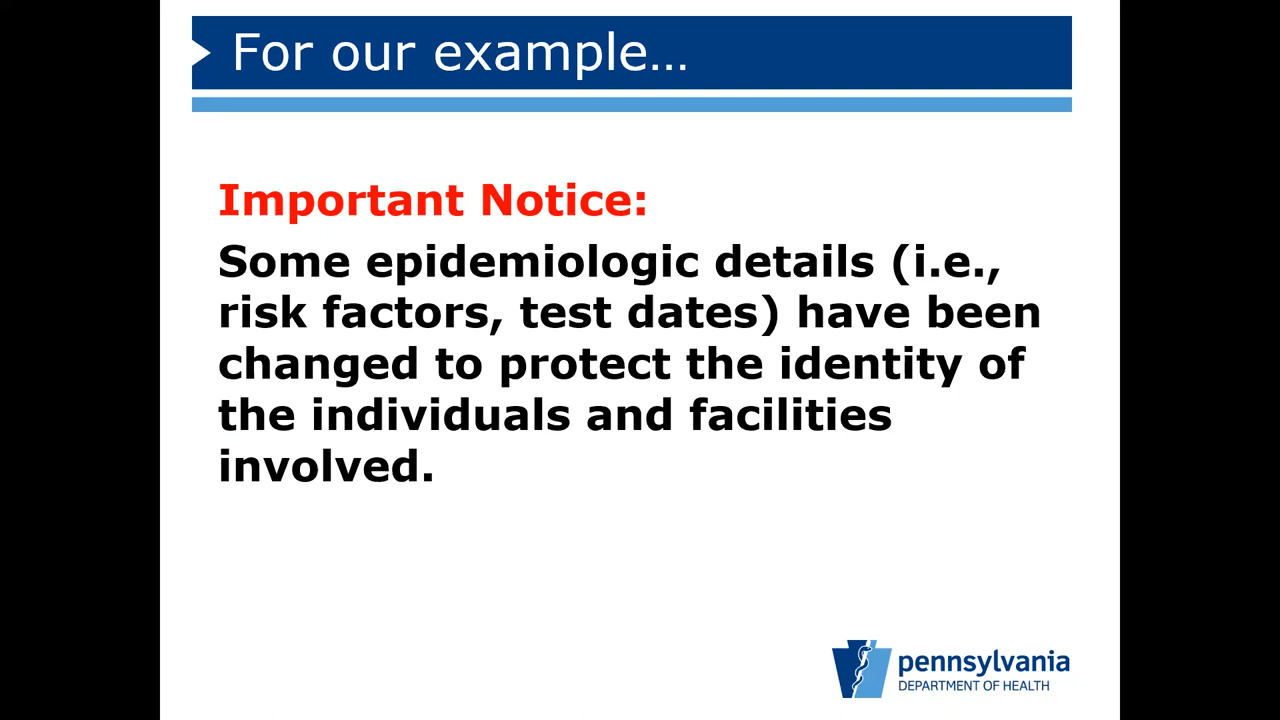 For our example…
Important Notice:
Some epidemiologic details (i.e.,
risk factors, test dates) have been
changed to protect the identity of
the individuals and facilities
involved.
pennsylvania
DEPARTMENT OF HEALTH